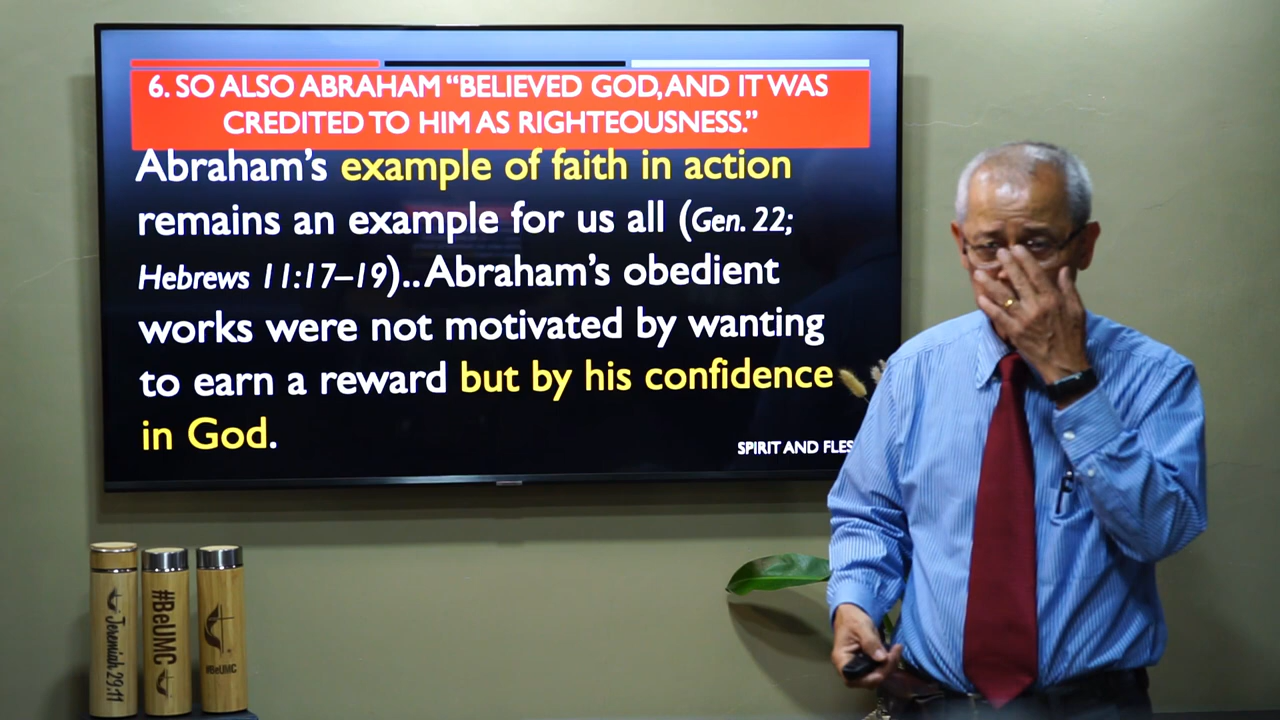 6. SO ALSO ABRAHAM “BELIEVED GOD, AND IT WAS
CREDITED TO HIM AS RIGHTEOUSNESS.”
Abraham’s example of faith in action
remains an example for us all (Gen. 22;
Hebrews 11:17–19)..Abraham’s obedient
works were not motivated by wanting
to earn a reward but by his confidence
in God.
SPIRIT AND FLES
Jeremiah 29:11
#BeUMC
#BeUMC